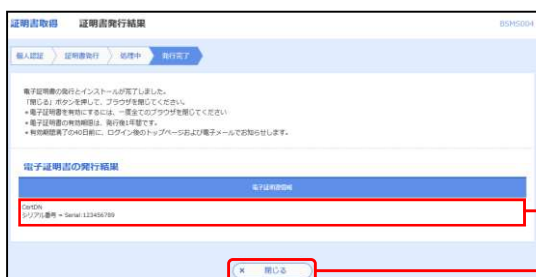 証明書取得 証明書発行結果 BSMS004
個人認証 証明書発行 処理中 発行完了
電子証明書の発行とインストールが完了しました。
「閉じる」ボタンを押して、ブラウザを閉じてください。
*電子証明書を有効にするには、一度全てのブラウザを閉じてください
*電子証明書の有効期限は、発行後1年間です。
*有効期限満了の40日前に、ログイン後のトップページおよび電子メールでお知らせします。
電子証明書の発行結果
電子証明書情報
CertDN
シリアル番号 = Serial:123456789
× 閉じる